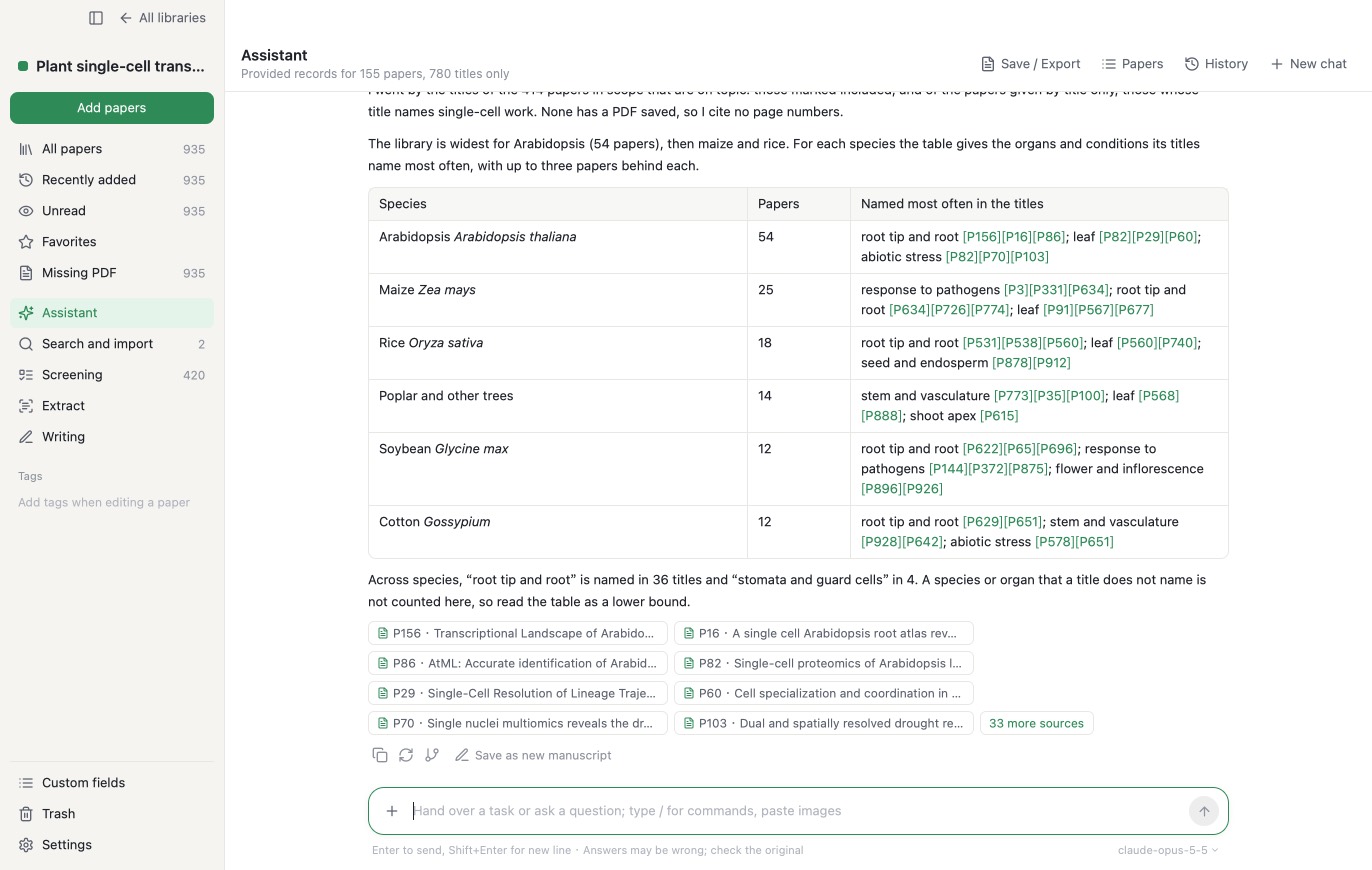 All libraries
Plant single-cell trans...
Add papers
All papers 935
Recently added 935
Unread 935
Favorites
Missing PDF 935
Assistant
Search and import 2
Screening 420
Extract
Writing
Tags
Add tags when editing a paper
Custom fields
Trash
Settings
Assistant
Provided records for 155 papers, 780 titles only
Save / Export
Papers
History
New chat
title names single-cell work. None has a PDF saved, so I cite no page numbers.
The library is widest for Arabidopsis (54 papers), then maize and rice. For each species the table gives the organs and conditions its titles
name most often, with up to three papers behind each.
Species Papers Named most often in the titles
Arabidopsis Arabidopsis thaliana 54 root tip and root [P156][P16][P86]; leaf [P82][P29][P60];
abiotic stress [P82][P70][P103]
Maize Zea mays 25 response to pathogens [P3][P331][P634]; root tip and
root [P634][P726][P774]; leaf [P91][P567][P677]
Rice Oryza sativa 18 root tip and root [P531][P538][P560]; leaf [P560][P740];
seed and endosperm [P878][P912]
Poplar and other trees 14 stem and vasculature [P773][P35][P100]; leaf [P568]
[P888]; shoot apex [P615]
Soybean Glycine max 12 root tip and root [P622][P65][P696]; response to
pathogens [P144][P372][P875]; flower and inflorescence
[P896][P926]
Cotton Gossypium 12 root tip and root [P629][P651]; stem and vasculature
[P928][P642]; abiotic stress [P578][P651]
Across species, “root tip and root” is named in 36 titles and “stomata and guard cells” in 4. A species or organ that a title does not name is
not counted here, so read the table as a lower bound.
P156 · Transcriptional Landscape of Arabido...
P16 · A single cell Arabidopsis root atlas rev...
P86 · AtML: Accurate identification of Arabid...
P82 · Single-cell proteomics of Arabidopsis l...
P29 · Single-Cell Resolution of Lineage Traje...
P60 · Cell specialization and coordination in ...
P70 · Single nuclei multiomics reveals the dr...
P103 · Dual and spatially resolved drought re...
33 more sources
Save as new manuscript
Hand over a task or ask a question; type / for commands, paste images
Enter to send, Shift+Enter for new line · Answers may be wrong; check the original
claude-opus-5-5